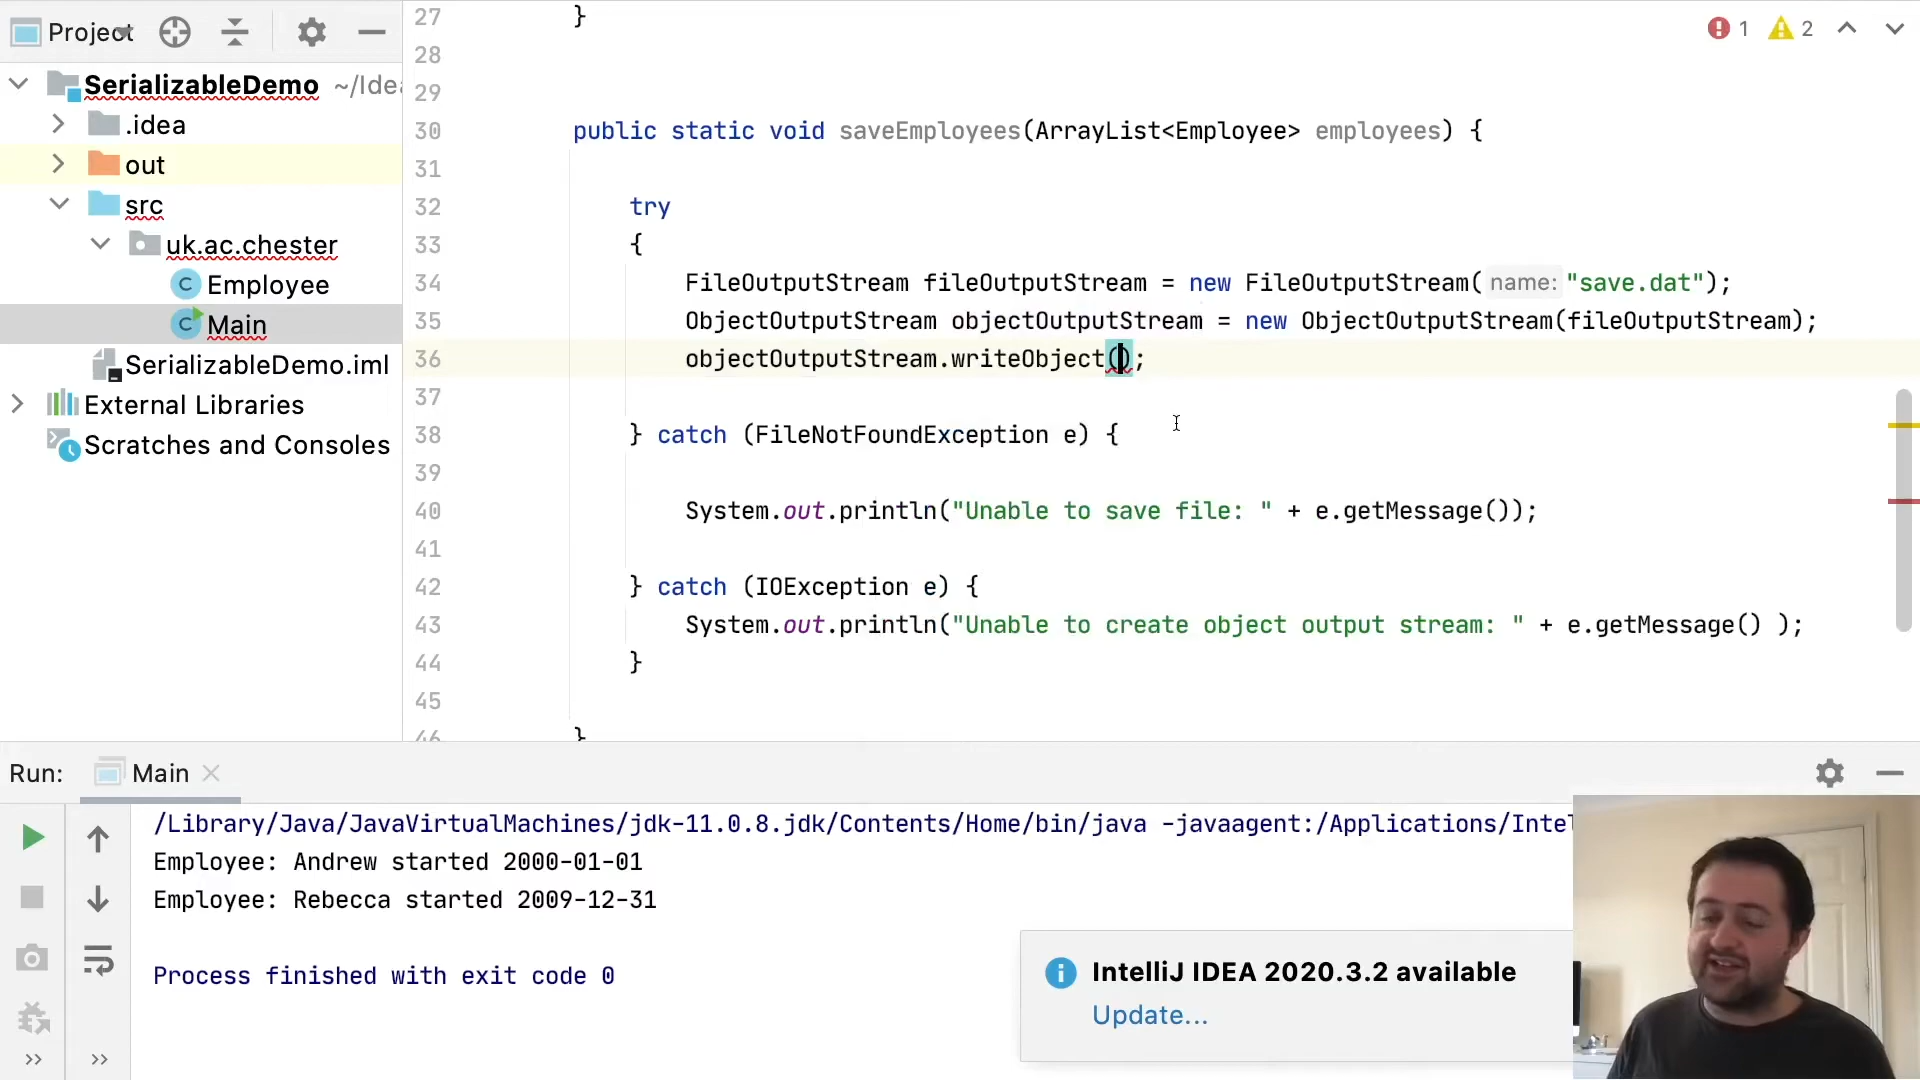 Project
SerializableDemo ~/Idea
.idea
out
src
uk.ac.chester
Employee
Main
SerializableDemo.iml
External Libraries
Scratches and Consoles
1 2
27 }
28
29
30 public static void saveEmployees(ArrayList<Employee> employees) {
31
32 try
33 {
34 FileOutputStream fileOutputStream = new FileOutputStream( name: "save.dat");
35 ObjectOutputStream objectOutputStream = new ObjectOutputStream(fileOutputStream);
36 objectOutputStream.writeObject();
37
38 } catch (FileNotFoundException e) {
39
40 System.out.println("Unable to save file: " + e.getMessage());
41
42 } catch (IOException e) {
43 System.out.println("Unable to create object output stream: " + e.getMessage() );
44 }
45
46 }
Run: Main
/Library/Java/JavaVirtualMachines/jdk-11.0.8.jdk/Contents/Home/bin/java -javaagent:/Applications/Intel
Employee: Andrew started 2000-01-01
Employee: Rebecca started 2009-12-31
Process finished with exit code 0
IntelliJ IDEA 2020.3.2 available
Update...